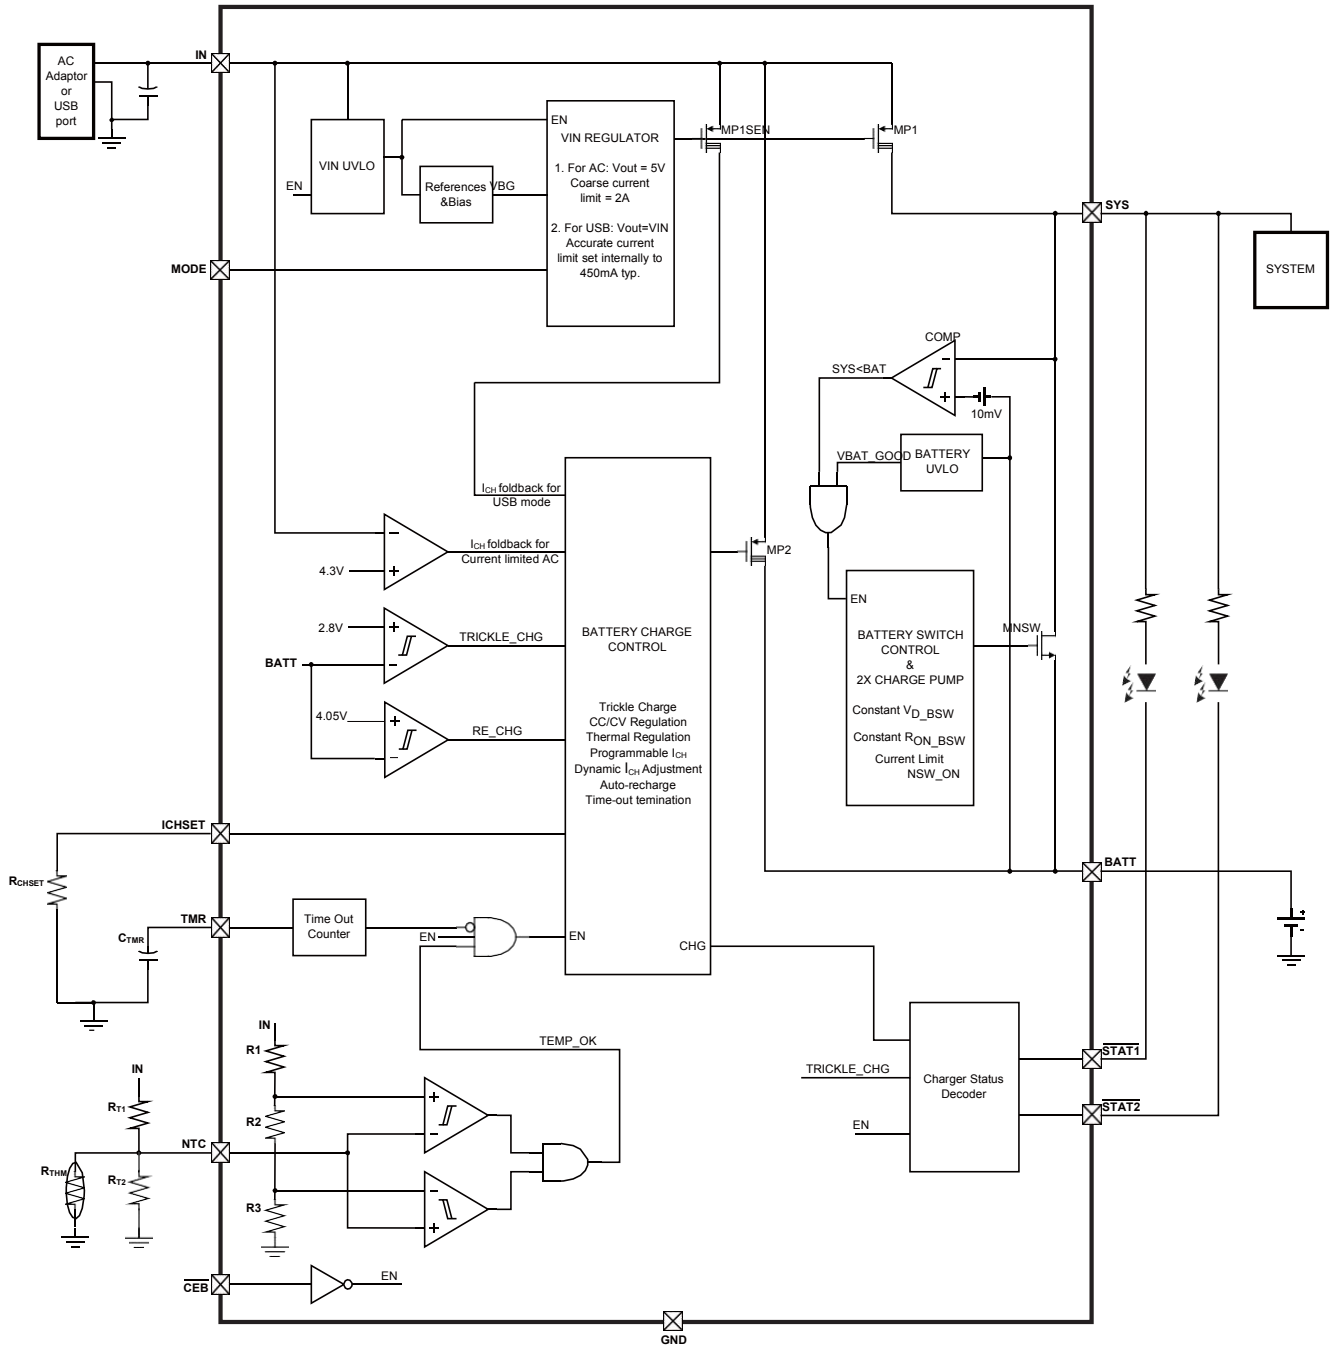 IN
AC
Adaptor
or
USB
port
EN
VIN REGULATOR
1. For AC: Vout = 5V
Coarse current
limit = 2A
2. For USB: Vout=VIN
Accurate current
limit set internally to
450mA typ.
MP1SEN
MP1
VIN UVLO
EN
References
&Bias
VBG
SYS
SYSTEM
MODE
COMP
SYS<BAT
-
+
10mV
VBAT_GOOD
BATTERY
UVLO
ICH foldback for
USB mode
-
+
4.3V
ICH foldback for
Current limited AC
MP2
2.8V
+
-
TRICKLE_CHG
BATT
4.05V
+
-
RE_CHG
BATTERY CHARGE
CONTROL
Trickle Charge
CC/CV Regulation
Thermal Regulation
Programmable ICH
Dynamic ICH Adjustment
Auto-recharge
Time-out temination
EN
BATTERY SWITCH
CONTROL
&
2X CHARGE PUMP
Constant VD_BSW
Constant RON_BSW
Current Limit
NSW_ON
MNSW
ICHSET
RCHSET
BATT
+
-
TMR
CTMR
Time Out
Counter
EN
EN
CHG
TEMP_OK
IN
R1
R2
R3
+
-
-
+
IN
RT1
NTC
RTHM
RT2
TRICKLE_CHG
EN
Charger Status
Decoder
STAT1
STAT2
CEB
EN
GND